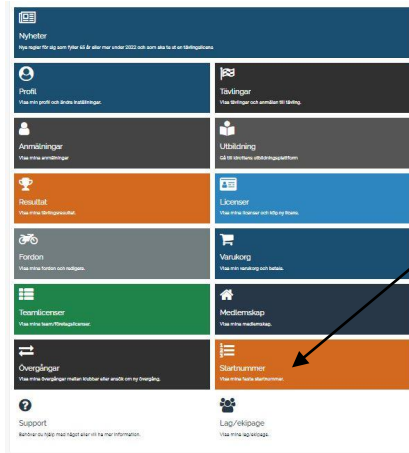 Nyheter
Nya regler för dig som fyller 65 år eller mer under 2022 och som ska ta ut en tävlingslicens
Profil
Visa min profil och ändra inställningar.
Tävlingar
Visa tävlingar och anmälan till tävling.
Anmälningar
Visa mina anmälningar
Utbildning
Gå till idrottens utbildningsplattform
Resultat
Visa mina tävlingsresultat.
Licenser
Visa mina licenser och köp ny licens.
Fordon
Visa mina fordon och redigera.
Varukorg
Visa min varukorg och betala.
Teamlicenser
Visa mina team/företagslicenser.
Medlemskap
Visa mina medlemskap.
Övergångar
Visa mina övergångar mellan klubbar eller ansök om ny övergång.
Startnummer
Visa mina fasta startnummer.
Support
Behöver du hjälp med något eller vill ha mer information.
Lag/ekipage
Visa mina lag/ekipage.